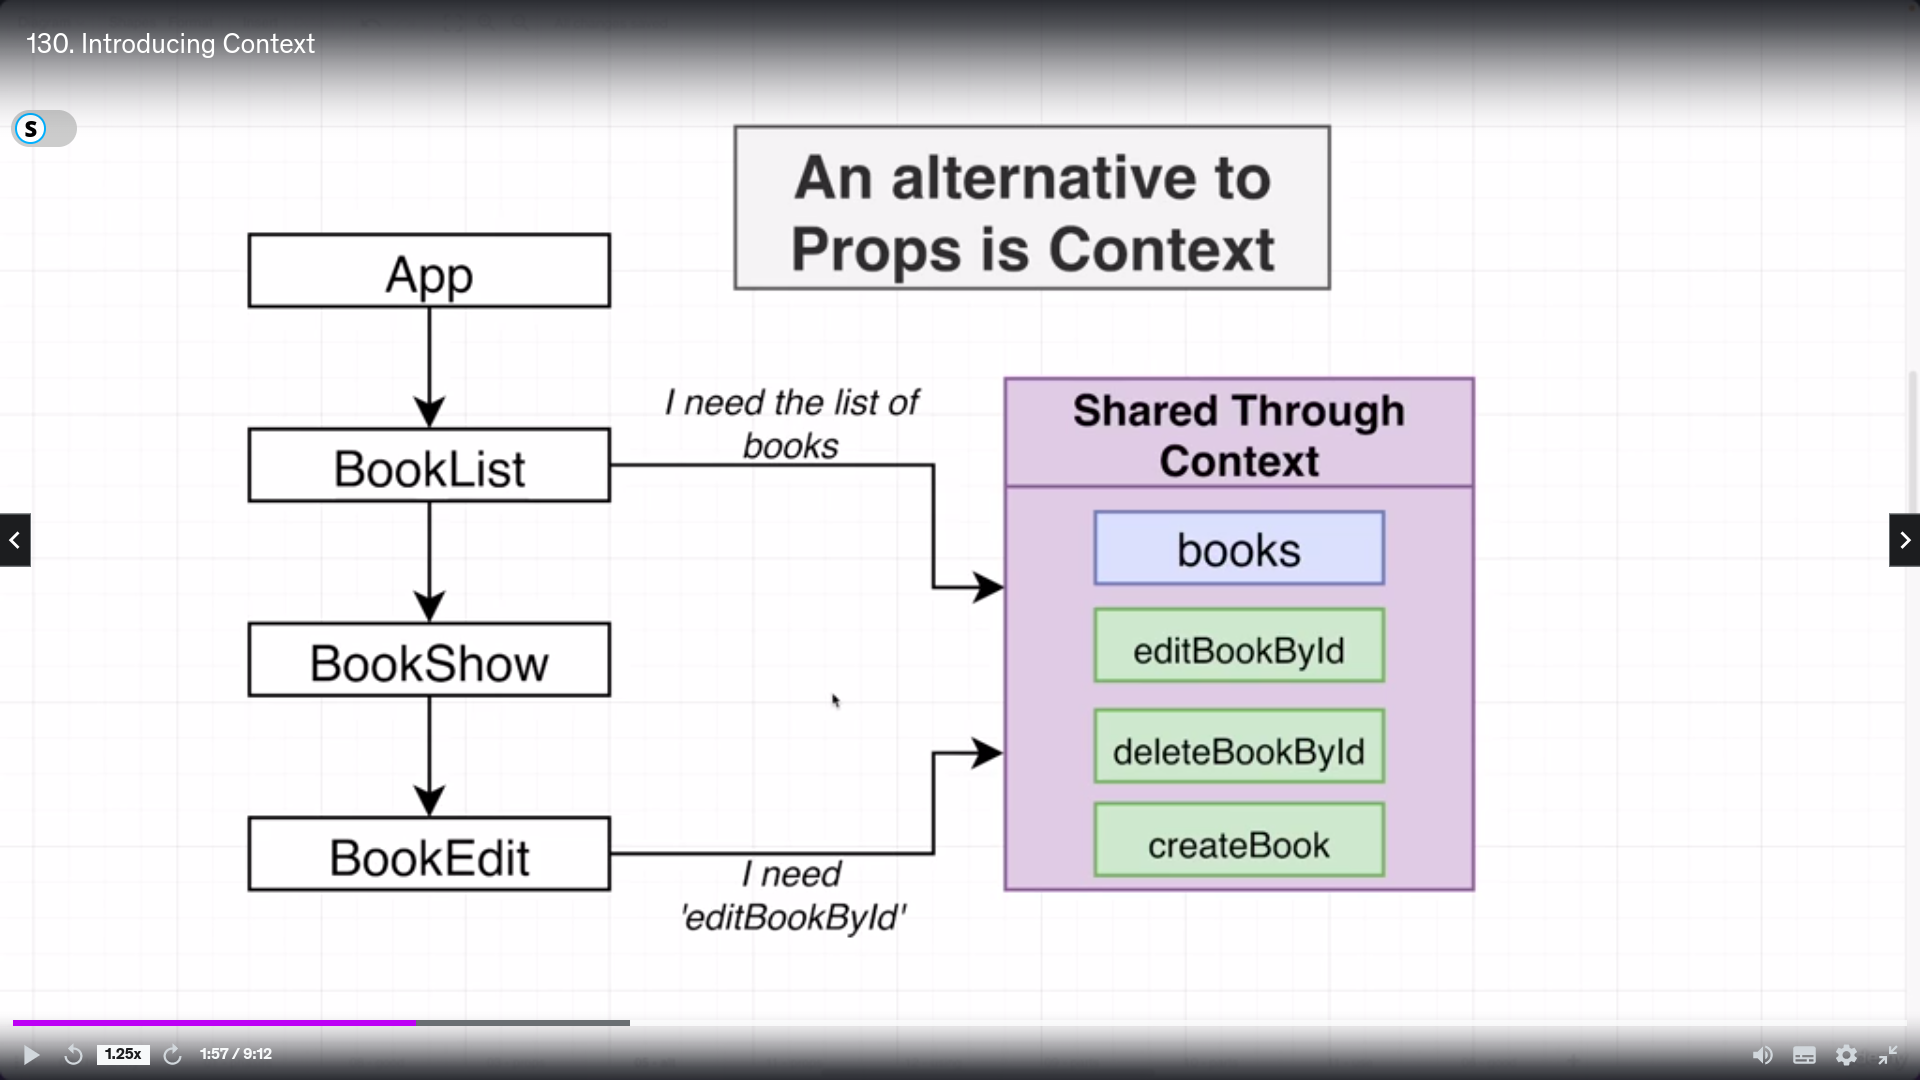 130. Introducing Context
S
An alternative to
Props is Context
App
I need the list of
books
BookList
BookShow
BookEdit
I need
'editBookById'
Shared Through
Context
books
editBookById
deleteBookById
createBook
1.25x
1:57 / 9:12